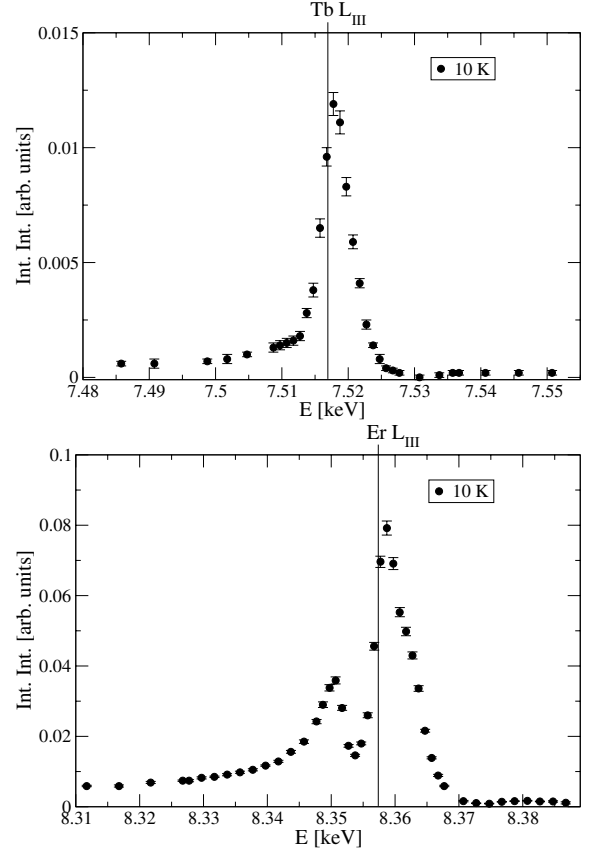 Tb L_III
0.015
10 K
0.01
Int. Int. [arb. units]
0.005
0
7.48 7.49 7.5 7.51 7.52 7.53 7.54 7.55
E [keV]
Er L_III
0.1
10 K
0.08
0.06
Int. Int. [arb. units]
0.04
0.02
0
8.31 8.32 8.33 8.34 8.35 8.36 8.37 8.38
E [keV]